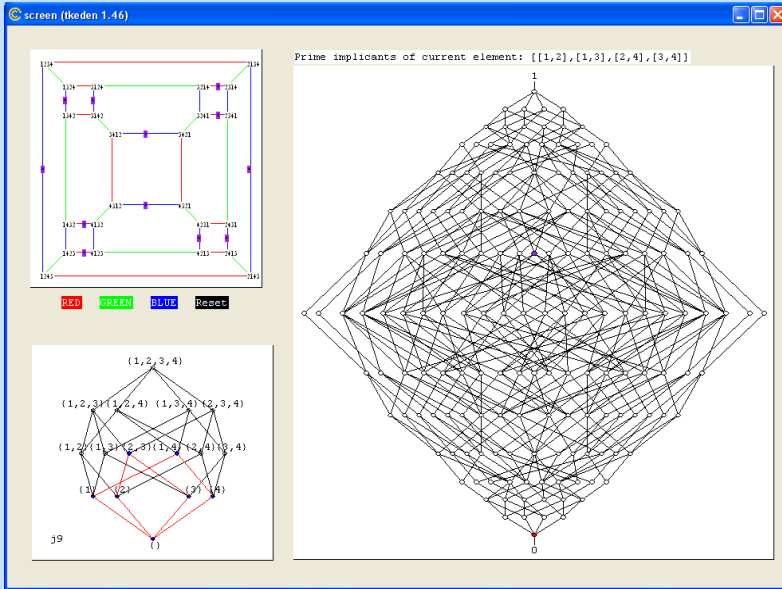 screen (tkeden 1.46)
Prime implicants of current element: [[1,2],[1,3],[2,4],[3,4]]
1
1234 2134
1324 3124 3214 2314
1342 3142 3241 2341
3412 3421
4312 4321
1432 4132 4231 2431
1423 4123 4213 2413
1243 2143
RED GREEN BLUE Reset
{1,2,3,4}
{1,2,3} {1,2,4} {1,3,4} {2,3,4}
{1,2} {1,3} {2,3} {1,4} {2,4} {3,4}
{1} {2} {3} {4}
j9
{}
0